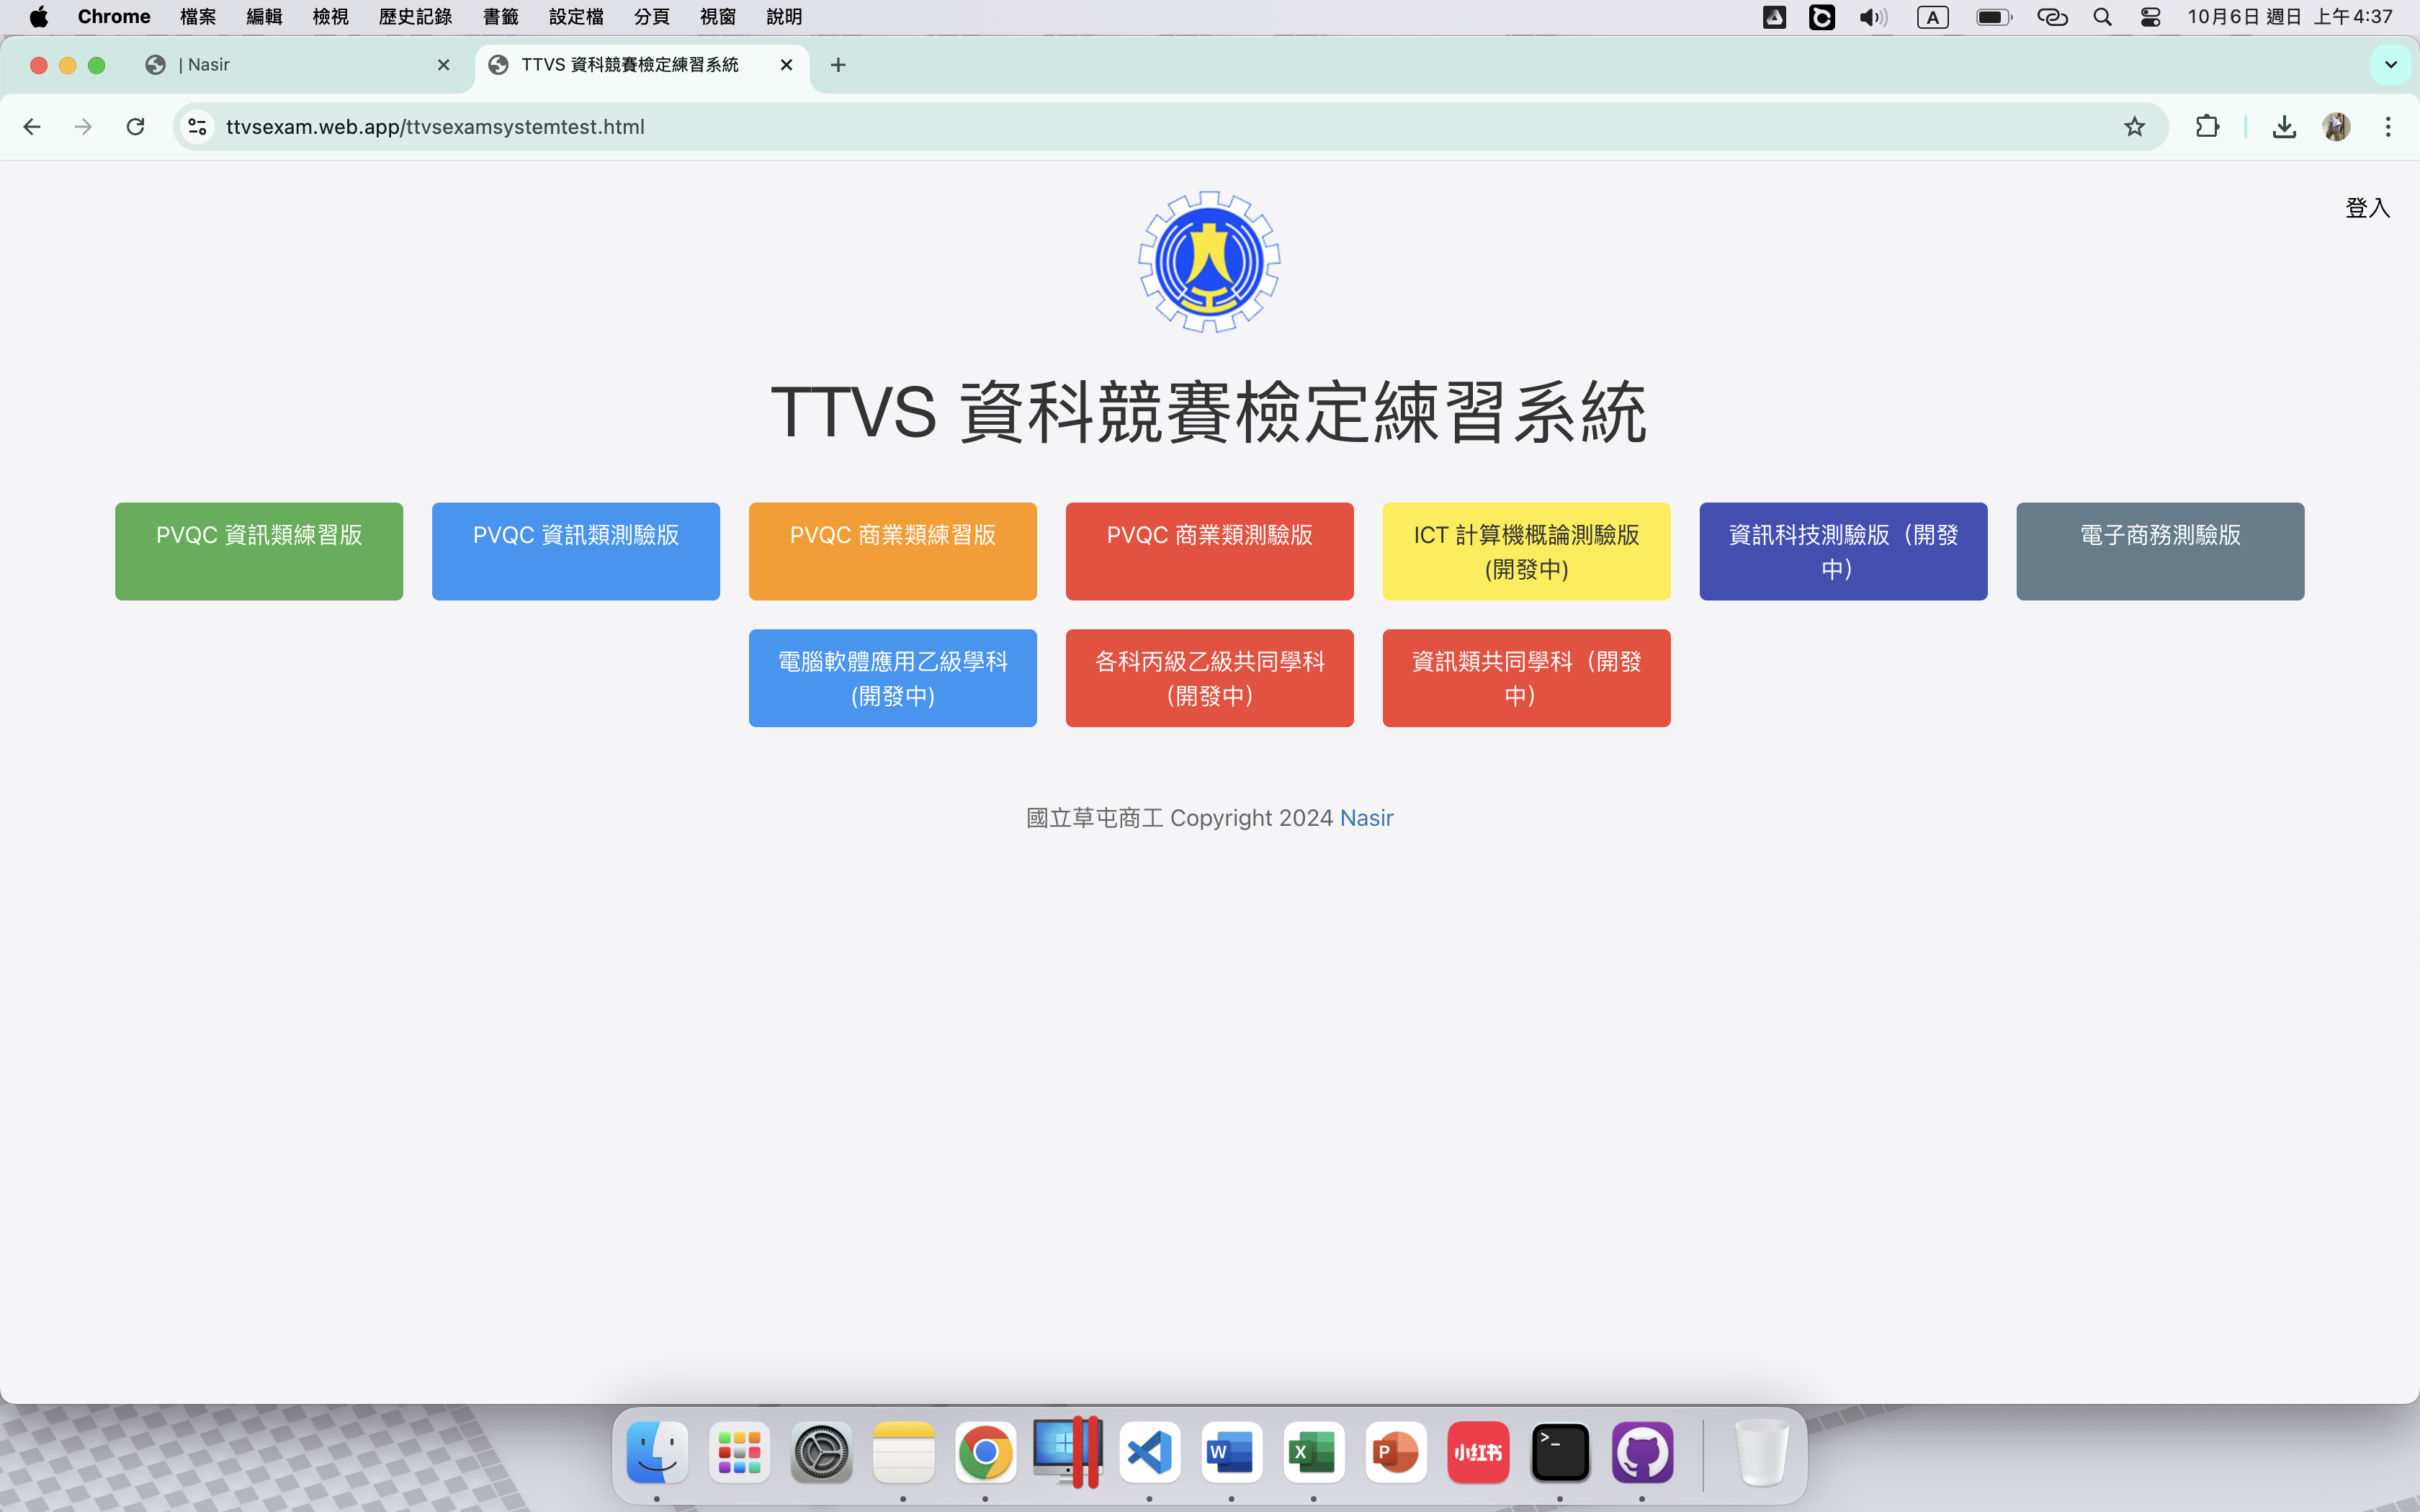 Chrome 檔案 編輯 檢視 歷史記錄 書籤 設定檔 分頁 視窗 說明 A 10月6日 週日 上午4:37
| Nasir
TTVS 資科競賽檢定練習系統
ttvsexam.web.app/ttvsexamsystemtest.html
登入
TTVS 資科競賽檢定練習系統
PVQC 資訊類練習版
PVQC 資訊類測驗版
PVQC 商業類練習版
PVQC 商業類測驗版
ICT 計算機概論測驗版
(開發中)
資訊科技測驗版（開發
中）
電子商務測驗版
電腦軟體應用乙級學科
(開發中)
各科丙級乙級共同學科
（開發中）
資訊類共同學科（開發
中）
國立草屯商工 Copyright 2024 Nasir
W
X
P
小红书
>_